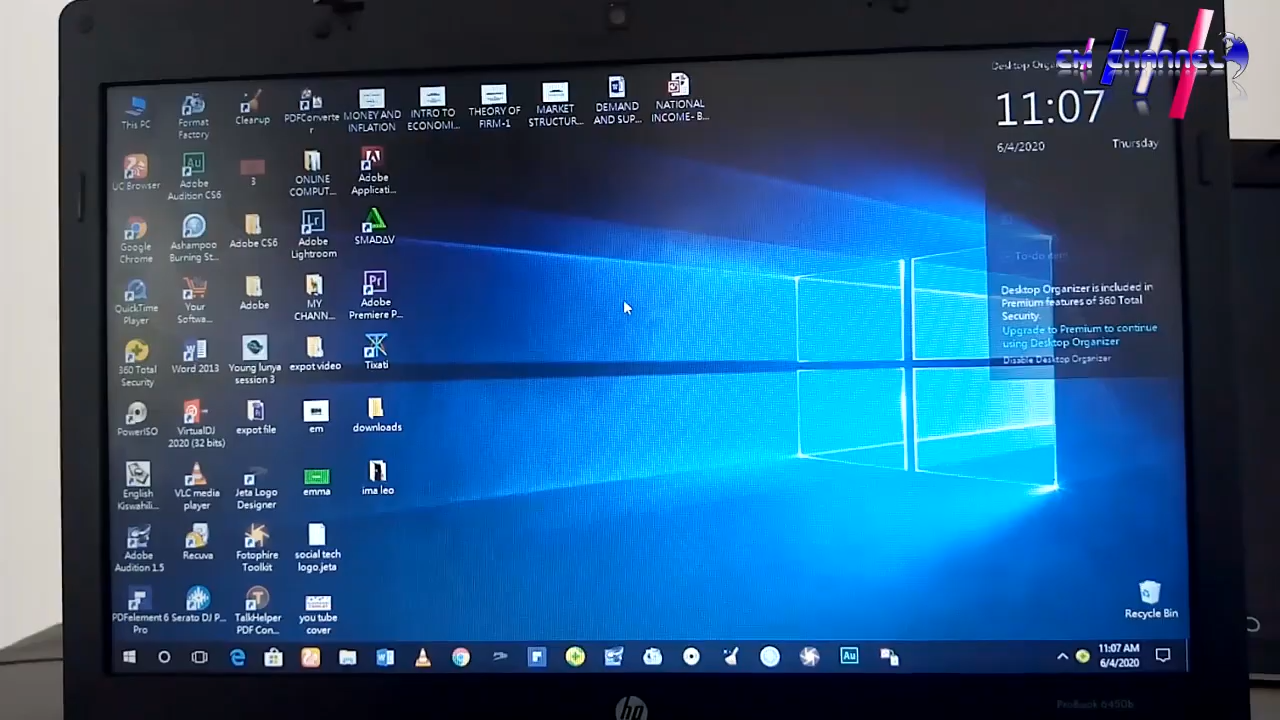 CM CHANNEL
11:07
6/4/2020 Thursday
Desktop Organizer is included in
Premium features of 360 Total
Security.
Upgrade to Premium to continue
using Desktop Organizer
Disable Desktop Organizer
This PC
Format
Factory
Cleanup
PDFConverte
r
MONEY AND
INFLATION
INTRO TO
ECONOMI...
THEORY OF
FIRM-1
MARKET
STRUCTUR...
DEMAND
AND SUP...
NATIONAL
INCOME- B...
UC Browser
Adobe
Audition CS6
3
ONLINE
COMPUT...
Adobe
Applicati...
Google
Chrome
Ashampoo
Burning St...
Adobe CS6
Adobe
Lightroom
SMADAV
QuickTime
Player
Your
Softwa...
Adobe
MY
CHANN...
Adobe
Premiere P...
360 Total
Security
Word 2013
Young lunya
session 3
expot video
Tixati
PowerISO
VirtualDJ
2020 (32 bits)
expot file
em
downloads
English
Kiswahili...
VLC media
player
Jeta Logo
Designer
emma
ima leo
Adobe
Audition 1.5
Recuva
Fotophire
Toolkit
social tech
logo.jeta
PDFelement 6
Pro
Serato DJ P...
TalkHelper
PDF Con...
you tube
cover
Recycle Bin
11:07 AM
6/4/2020
hp
ProBook 6450b